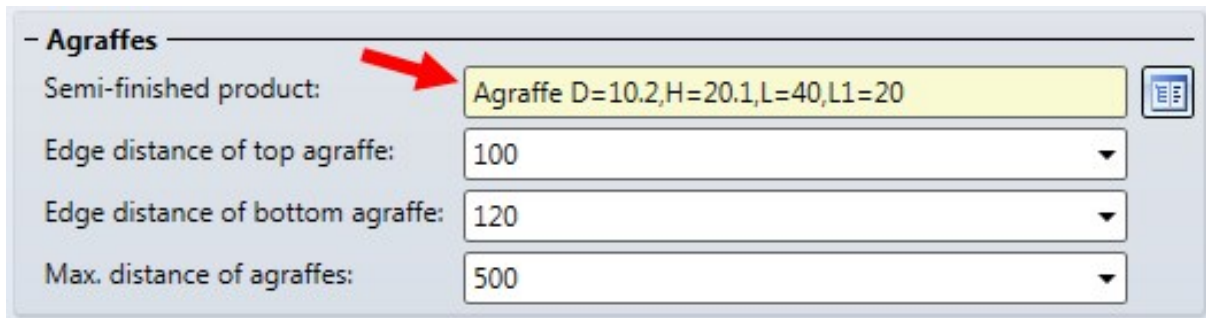 Agraffes
Semi-finished product: Agraffe D=10.2,H=20.1,L=40,L1=20
Edge distance of top agraffe: 100
Edge distance of bottom agraffe: 120
Max. distance of agraffes: 500